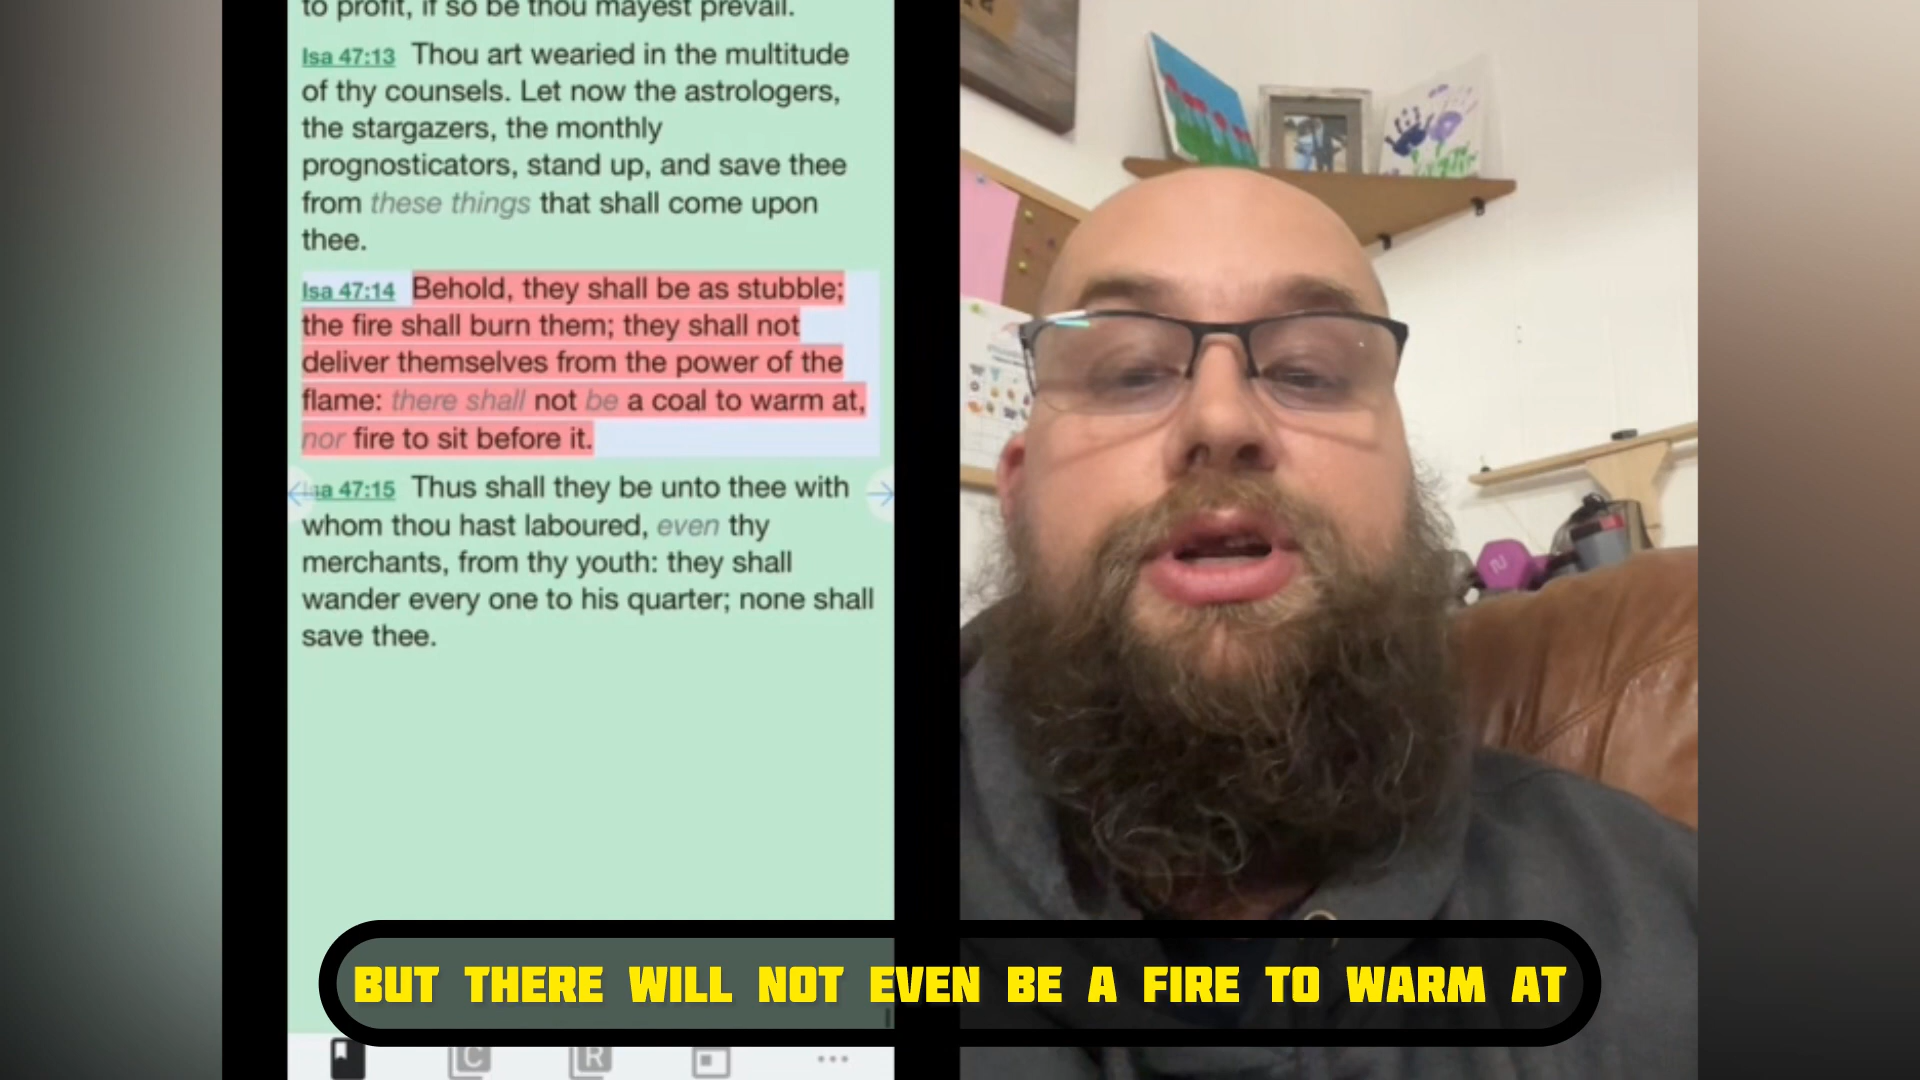 to profit, if so be thou mayest prevail.
Isa 47:13 Thou art wearied in the multitude
of thy counsels. Let now the astrologers,
the stargazers, the monthly
prognosticators, stand up, and save thee
from these things that shall come upon
thee.
Isa 47:14 Behold, they shall be as stubble;
the fire shall burn them; they shall not
deliver themselves from the power of the
flame: there shall not be a coal to warm at,
nor fire to sit before it.
Isa 47:15 Thus shall they be unto thee with
whom thou hast laboured, even thy
merchants, from thy youth: they shall
wander every one to his quarter; none shall
save thee.
BUT THERE WILL NOT EVEN BE A FIRE TO WARM AT
C R